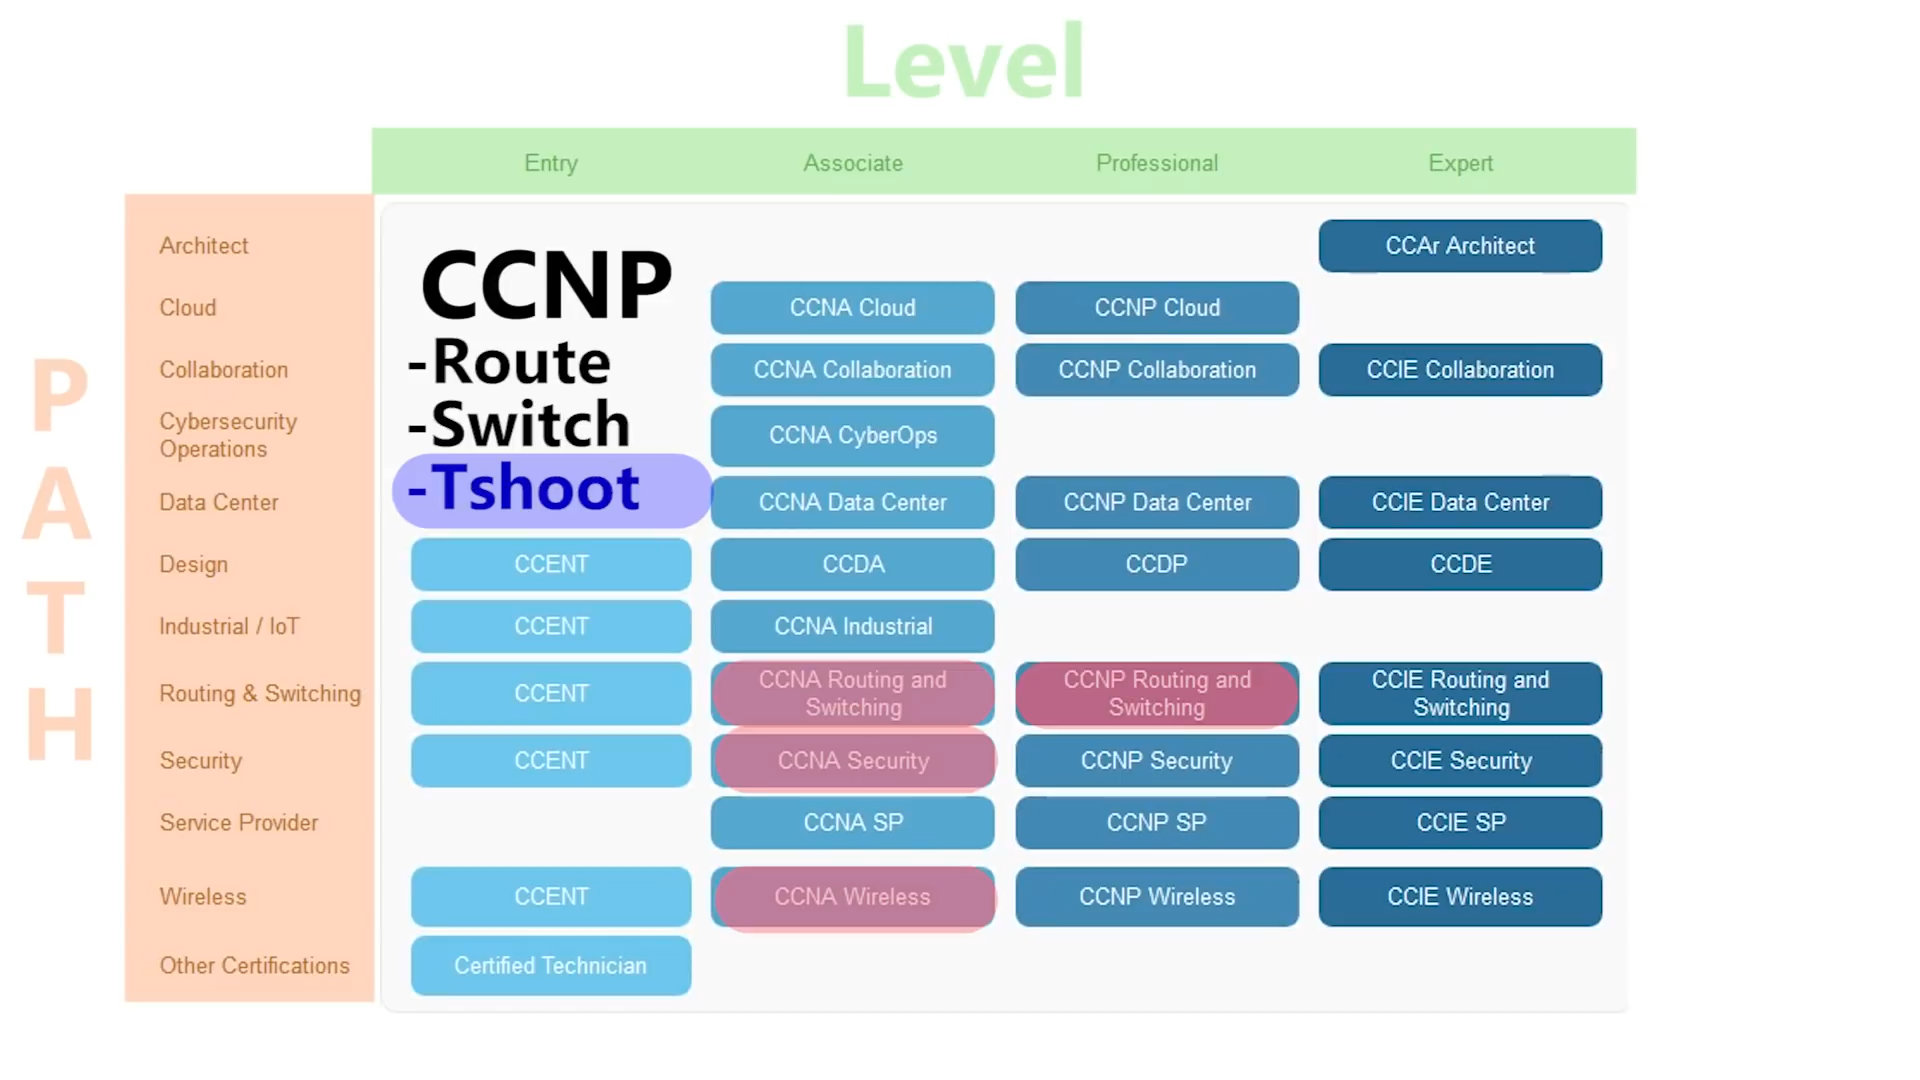 Level
Entry Associate Professional Expert
PATH
Architect CCAr Architect
CCNP
Cloud CCNA Cloud CCNP Cloud
-Route
Collaboration CCNA Collaboration CCNP Collaboration CCIE Collaboration
-Switch
Cybersecurity
Operations CCNA CyberOps
-Tshoot
Data Center CCNA Data Center CCNP Data Center CCIE Data Center
Design CCENT CCDA CCDP CCDE
Industrial / IoT CCENT CCNA Industrial
Routing & Switching CCENT CCNA Routing and Switching CCNP Routing and Switching CCIE Routing and Switching
Security CCENT CCNA Security CCNP Security CCIE Security
Service Provider CCNA SP CCNP SP CCIE SP
Wireless CCENT CCNA Wireless CCNP Wireless CCIE Wireless
Other Certifications Certified Technician